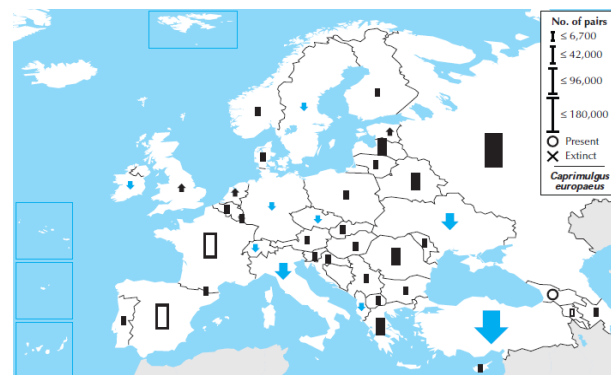 No. of pairs
≤ 6,700
≤ 42,000
≤ 96,000
≤ 180,000
Present
Extinct
Caprimulgus
europaeus